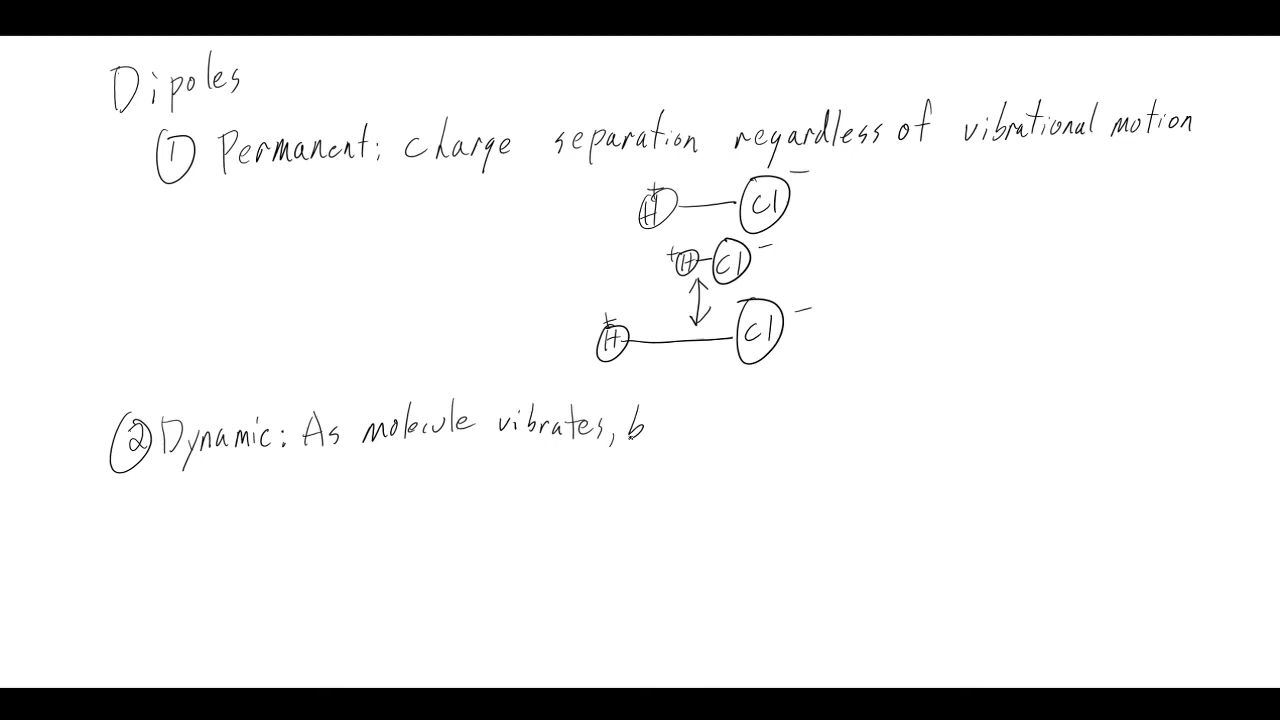 Dipoles
① Permanent: charge separation regardless of vibrational motion
+ H — Cl −
+ H — Cl −
+ H — Cl −
② Dynamic: As molecule vibrates, b